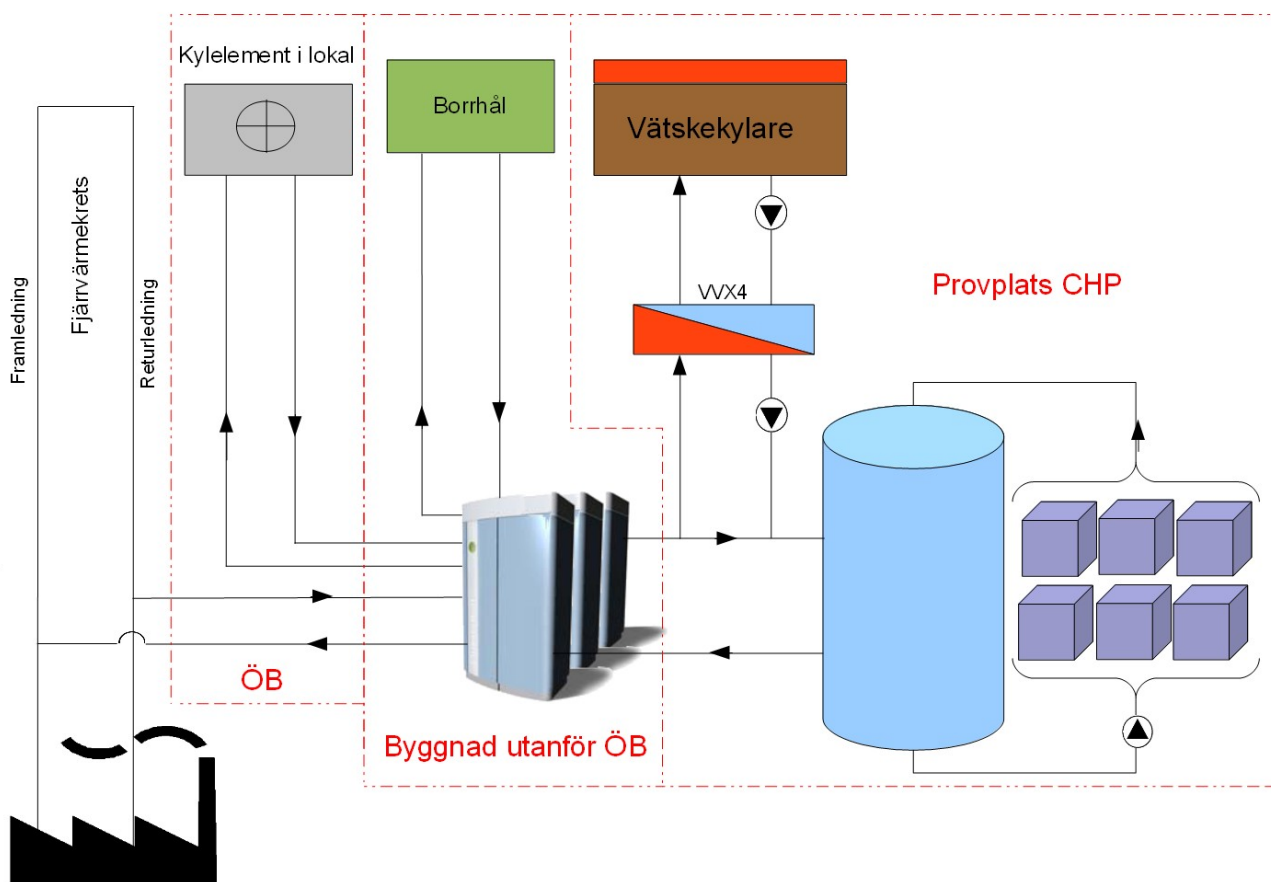 Kylelement i lokal
Borrhål
Vätskekylare
Framledning
Fjärrvärmekrets
Returledning
VVX4
Provplats CHP
ÖB
Byggnad utanför ÖB